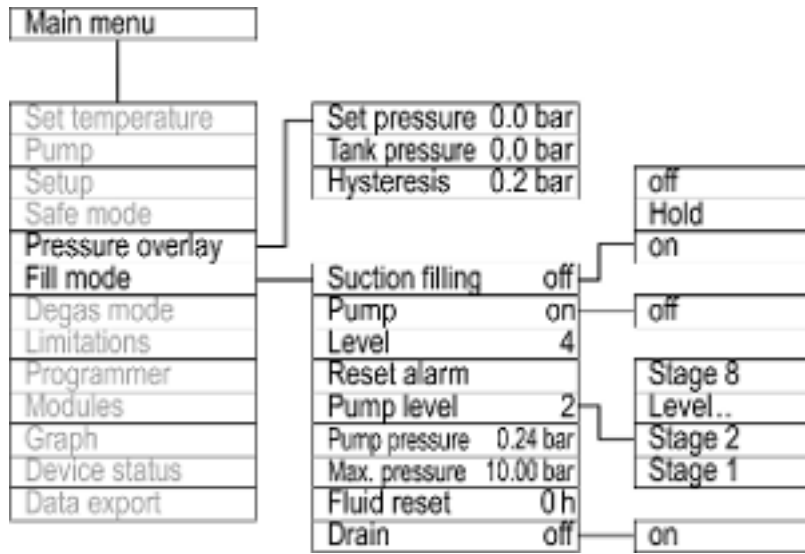 Main menu
Set temperature
Pump
Setup
Safe mode
Pressure overlay
Fill mode
Degas mode
Limitations
Programmer
Modules
Graph
Device status
Data export
Set pressure 0.0 bar
Tank pressure 0.0 bar
Hysteresis 0.2 bar
Suction filling off
Pump on
Level 4
Reset alarm
Pump level 2
Pump pressure 0.24 bar
Max. pressure 10.00 bar
Fluid reset 0 h
Drain off
off
Hold
on
off
Stage 8
Level..
Stage 2
Stage 1
on